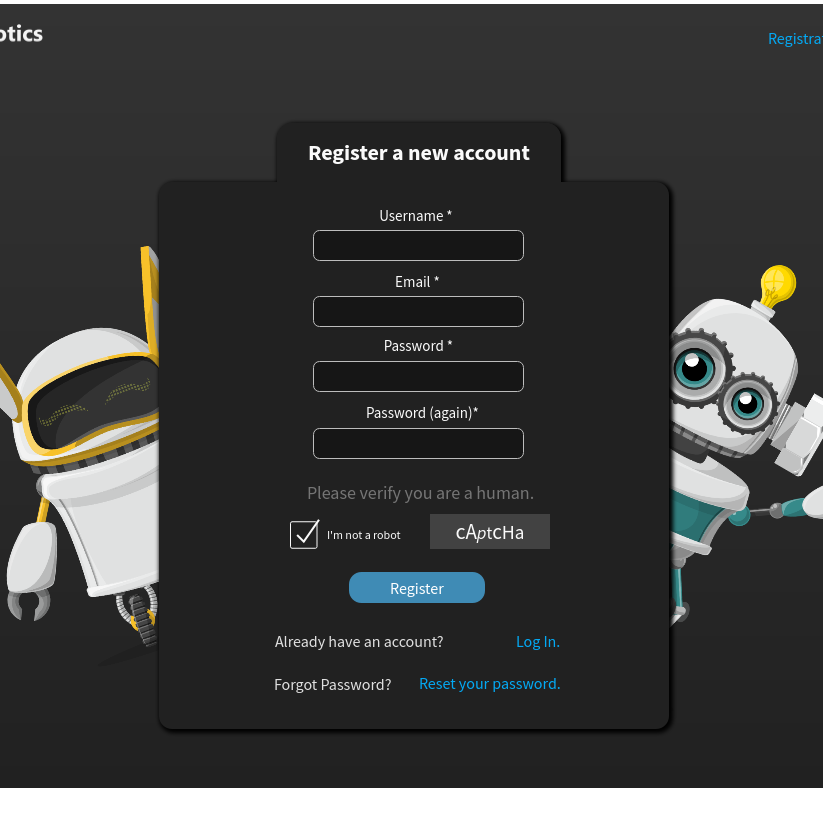 otics
Registra
Register a new account
Username *
Email *
Password *
Password (again)*
Please verify you are a human.
I'm not a robot
cAptcHa
Register
Already have an account? Log In.
Forgot Password? Reset your password.